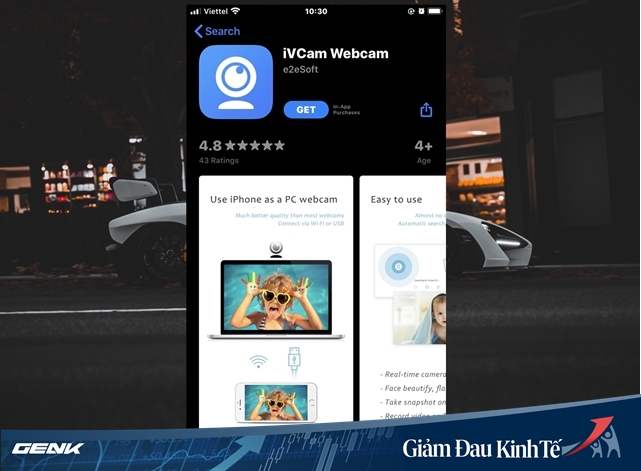 Viettel
10:30
Search
iVCam Webcam
e2eSoft
GET
In-App
Purchases
4.8
4+
43 Ratings
Age
Use iPhone as a PC webcam
Much better quality than most webcams
Connect via Wi-Fi or USB
Easy to use
Almost no
Automatic search
- Real-time camera
- Face beautify, fla
- Take snapshot on
- Record video
GENK
Giảm Đau Kinh Tế